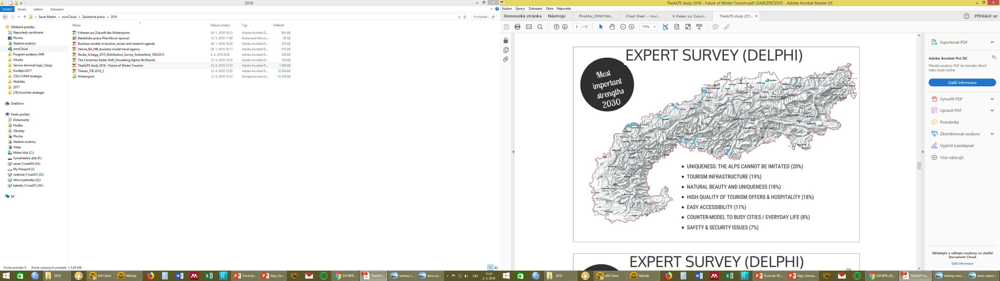 2018
Soubor Domů Sdílení Zobrazení
Sauer Martin ownCloud Závěrečné práce 2018
Prohledat:...
Oblíbené položky
Naposledy navštívené
Plocha
Stažené soubory
ownCloud
Program podpory JMK
Viturka
Service dominat logic_Vargo
Kurdějov2017
[76] CCRJM strategie
Mobilita
2017
[78] EuroVelo strategie
OneDrive
Tento počítač
Dokumenty
Hudba
Obrázky
Plocha
Stažené soubory
Videa
Místní disk (C:)
Vyměnitelný disk (F:)
sauer (\\esetW) (H:)
My Passport (I:)
cedecka (\\nas01) (O:)
Síťová jednotka (Q:)
katedry (\\nas01) (W:)
Síť
Název Datum změny Typ Velikost
6 thesen zur Zukunft des Wintersports 29. 1. 2018 16:12 Adobe Acrobat D... 801 kB
Bakalárska-práca-Pilarčíková-úprava2 15. 3. 2018 11:08 Dokument Micros... 93 kB
Business models in tourism_review and research agenda 29. 1. 2018 16:20 Adobe Acrobat D... 223 kB
Henne_BA_MB_business model travel agency 29. 1. 2018 16:17 Adobe Acrobat D... 975 kB
Studie_Schegg_2015_Distribution_Survey_Switzerland_10022015 4. 2. 2018 8:50 Adobe Acrobat D... 529 kB
The Christmas-Easter Shift_Simulating Alpine Ski Resorts 12. 4. 2018 15:16 Adobe Acrobat D... 793 kB
TheALPS study 2016 - Future of Winter Tourism 12. 4. 2018 15:10 Adobe Acrobat D... 1 009 kB
Thesen_ITB-2018_2 12. 4. 2018 15:20 Adobe Acrobat D... 10 209 kB
Wintersport 12. 4. 2018 15:33 Komprimovaná sl... 12 355 kB
Počet položek: 9 Počet vybraných položek: 1; 0,98 MB
TheALPS study 2016 - Future of Winter Tourism.pdf (ZABEZPEČENÝ) - Adobe Acrobat Reader DC
Soubor Úpravy Zobrazení Okna Nápověda
Domovská stránka Nástroje PlnaMoc_DHM19I4... Cheat Sheet -- Jour... 6 thesen zur Zukun... TheALPS study 201... Přihlásit se
8 / 13 170%
EXPERT SURVEY (DELPHI)
Most
important
strengths
2030
UNIQUENESS: THE ALPS CANNOT BE IMITATED (20%)
TOURISM INFRASTRUCTURE (19%)
NATURAL BEAUTY AND UNIQUENESS (18%)
HIGH QUALITY OF TOURISM OFFERS & HOSPITALITY (18%)
EASY ACCESSIBILITY (11%)
COUNTER-MODEL TO BUSY CITIES / EVERYDAY LIFE (8%)
SAFETY & SECURITY ISSUES (7%)
EXPERT SURVEY (DELPHI)
Exportovat PDF
Adobe Acrobat Pro DC
Převést soubory PDF do formátu Word
nebo Excel online
Další informace
Vytvořit PDF
Upravit PDF
Poznámka
Zkombinovat soubory
Vyplnit a podepsat
Více nástrojů
Ukládejte a sdílejte soubory ve službě
Document Cloud
Další informace
2018 eM Client Aktivity Úvod do... Alpy_De... ESF:BPR... TheALP... testing-v... brno-ex... CES 11:51
2. 5. 2018
2018 eM Client Aktivity Úvod do SD ... Alpy_Denisa... ESF:BPR_GE... TheALPS st... testing-versi... brno-experi...